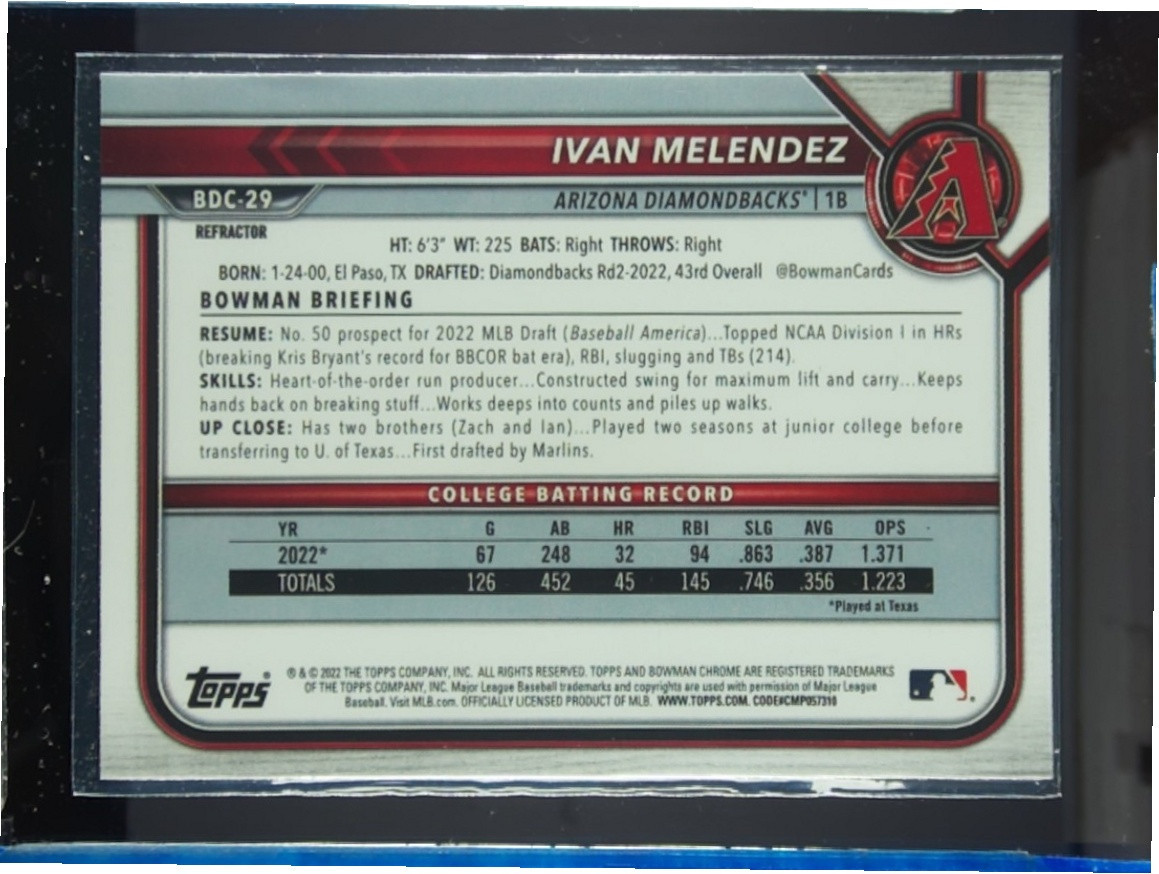 IVAN MELENDEZ
BDC-29
ARIZONA DIAMONDBACKS® | 1B
REFRACTOR
HT: 6'3" WT: 225 BATS: Right THROWS: Right
BORN: 1-24-00, El Paso, TX DRAFTED: Diamondbacks Rd2-2022, 43rd Overall @BowmanCards
BOWMAN BRIEFING
RESUME: No. 50 prospect for 2022 MLB Draft (Baseball America)...Topped NCAA Division I in HRs
(breaking Kris Bryant's record for BBCOR bat era), RBI, slugging and TBs (214).
SKILLS: Heart-of-the-order run producer...Constructed swing for maximum lift and carry...Keeps
hands back on breaking stuff...Works deeps into counts and piles up walks.
UP CLOSE: Has two brothers (Zach and Ian)...Played two seasons at junior college before
transferring to U. of Texas...First drafted by Marlins.
COLLEGE BATTING RECORD
YR G AB HR RBI SLG AVG OPS
2022* 67 248 32 94 .863 .387 1.371
TOTALS 126 452 45 145 .746 .356 1.223
*Played at Texas
Topps®
® & © 2022 THE TOPPS COMPANY, INC. ALL RIGHTS RESERVED. TOPPS AND BOWMAN CHROME ARE REGISTERED TRADEMARKS
OF THE TOPPS COMPANY, INC. Major League Baseball trademarks and copyrights are used with permission of Major League
Baseball. Visit MLB.com. OFFICIALLY LICENSED PRODUCT OF MLB. WWW.TOPPS.COM. CODE#CMP057310